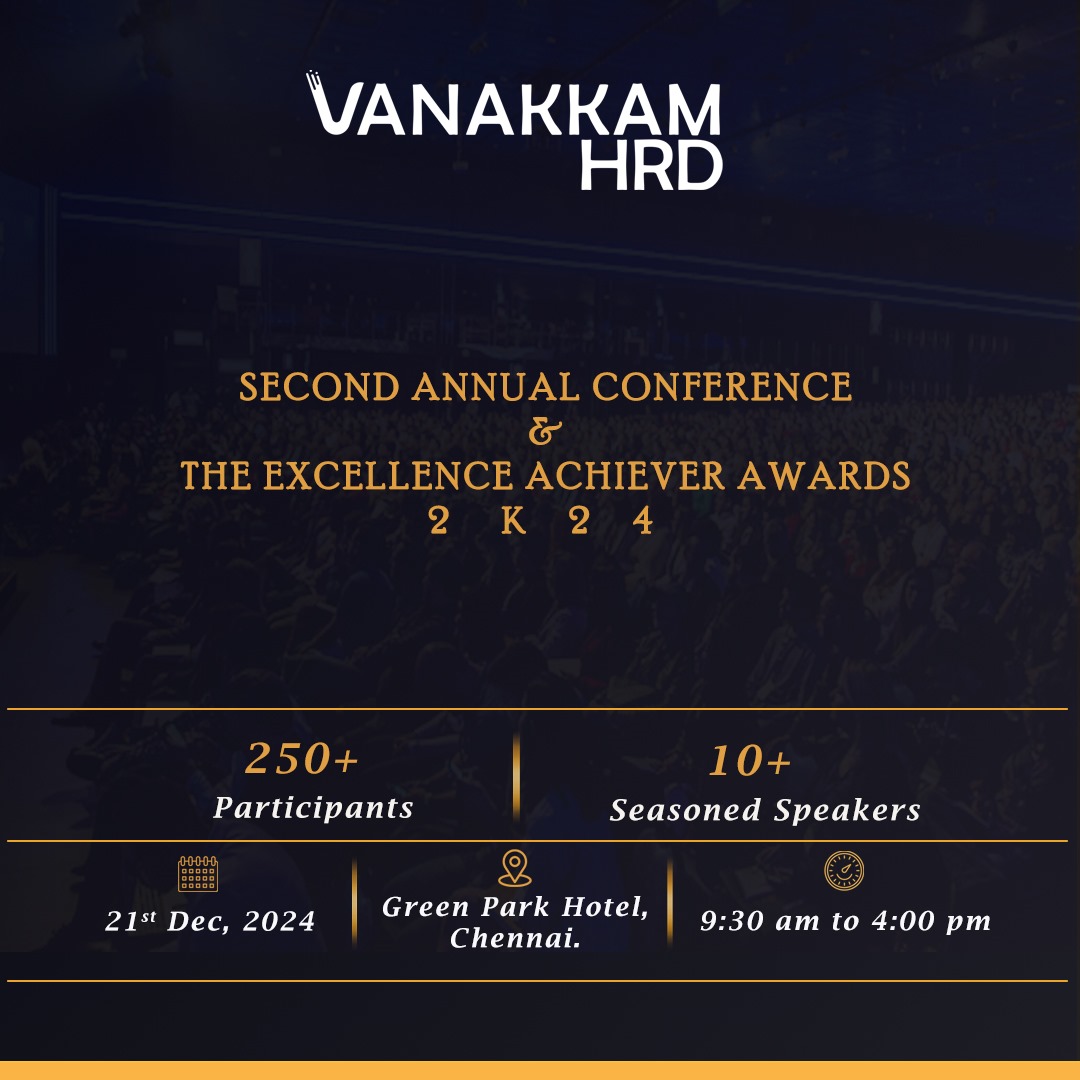 VANAKKAM
HRD
SECOND ANNUAL CONFERENCE
&
THE EXCELLENCE ACHIEVER AWARDS
2 K 2 4
250+
Participants
10+
Seasoned Speakers
21st Dec, 2024
Green Park Hotel,
Chennai.
9:30 am to 4:00 pm